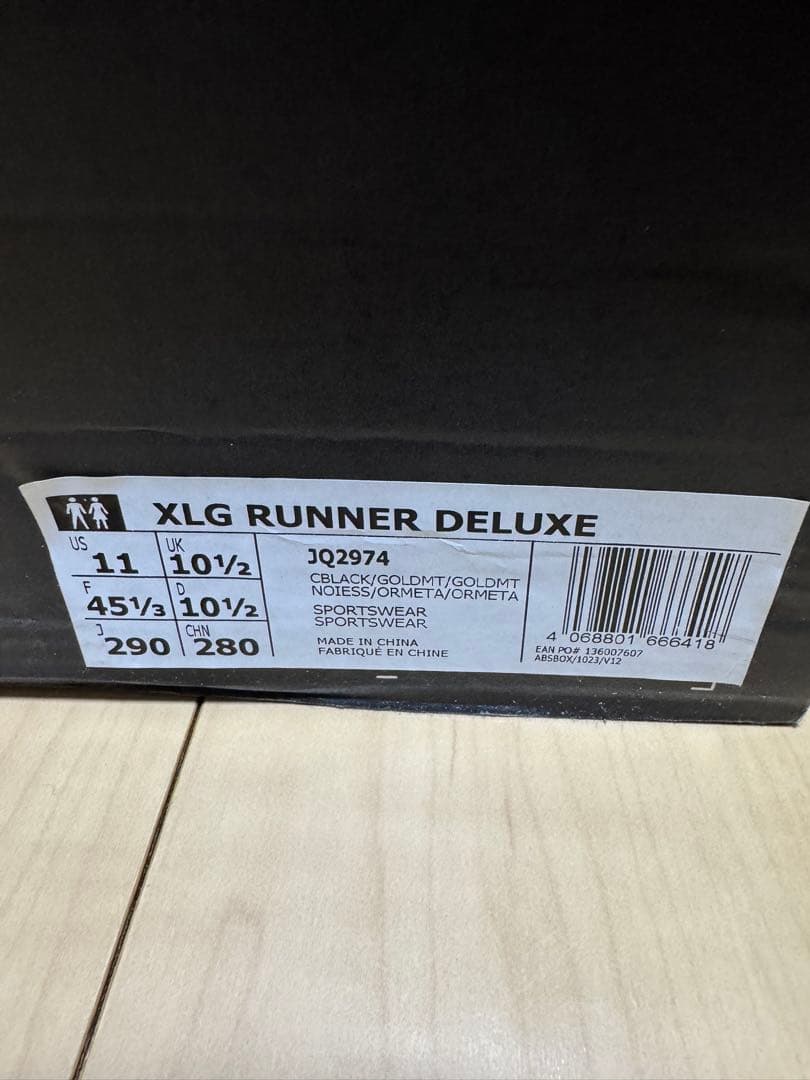 XLG RUNNER DELUXE
US 11 UK 10½
F 45⅓ D 10½
J 290 CHN 280
JQ2974
CBLACK/GOLDMT/GOLDMT
NOIESS/ORMETA/ORMETA
SPORTSWEAR
SPORTSWEAR
MADE IN CHINA
FABRIQUÉ EN CHINE
4 068801 666418
EAN PO# 136007607
ABSBOX/1023/V12